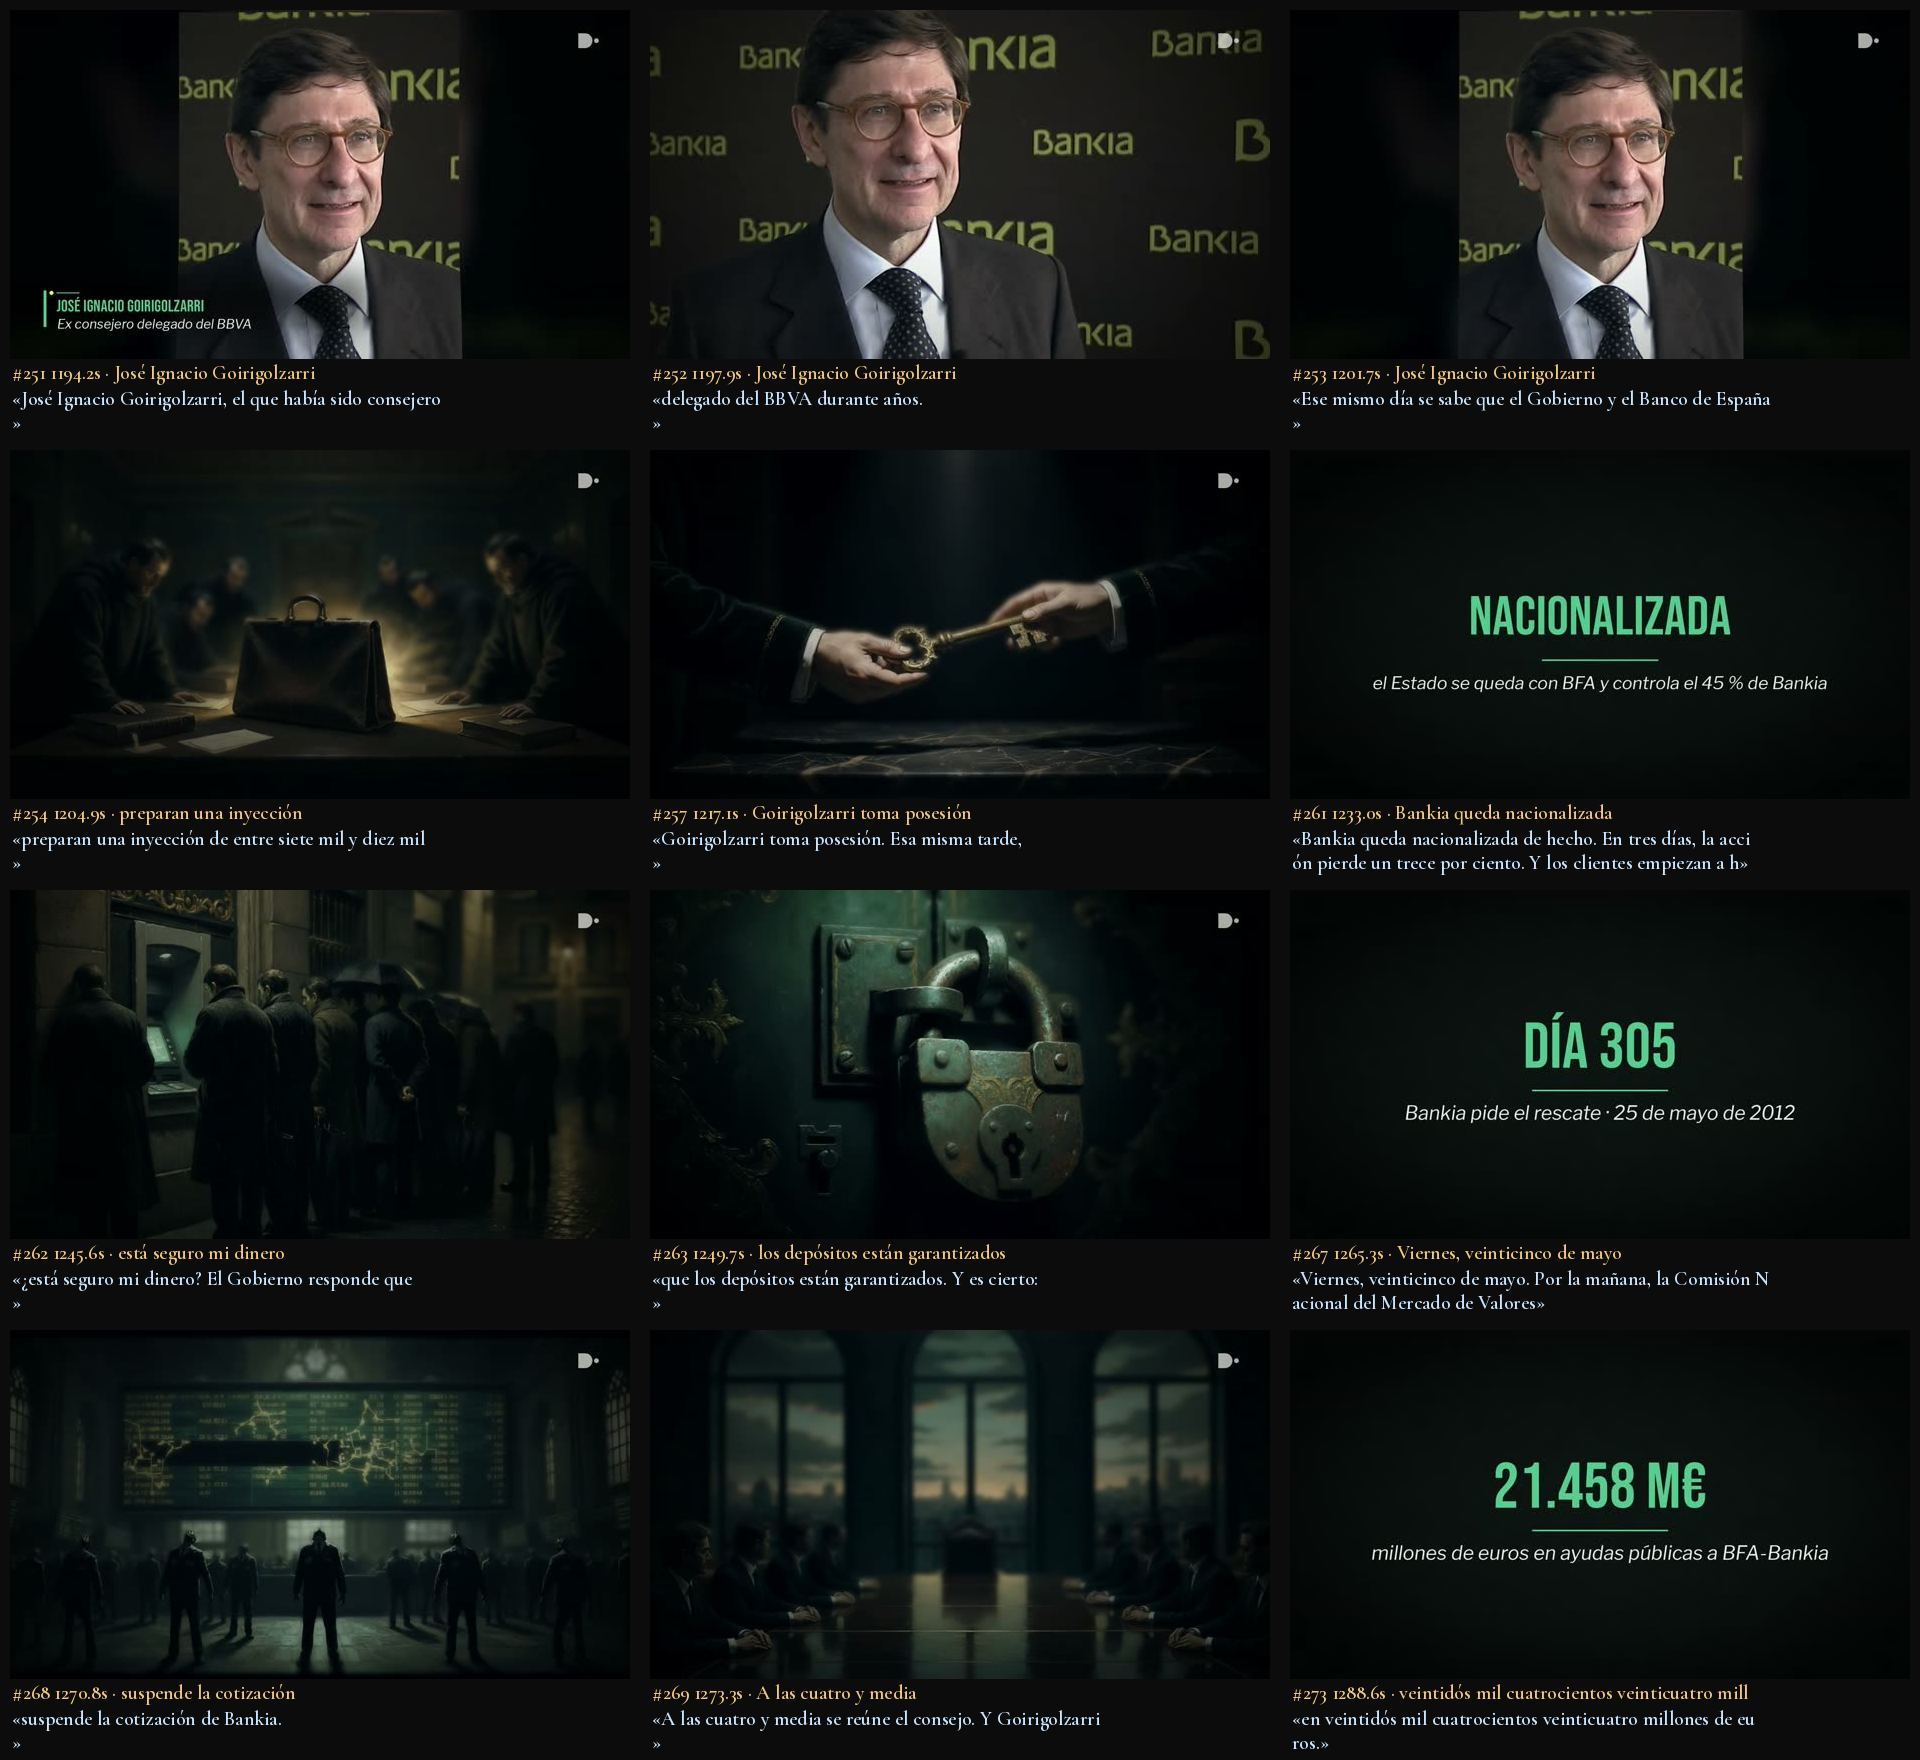 Bankia
Bankia
Bankia
Bankia
Bankia
Bankia
Bankia
Bankia
JOSÉ IGNACIO GOIRIGOLZARRI
Ex consejero delegado del BBVA
#251 1194.2s · José Ignacio Goirigolzarri
«José Ignacio Goirigolzarri, el que había sido consejero
»
#252 1197.9s · José Ignacio Goirigolzarri
«delegado del BBVA durante años.
»
#253 1201.7s · José Ignacio Goirigolzarri
«Ese mismo día se sabe que el Gobierno y el Banco de España
»
NACIONALIZADA
el Estado se queda con BFA y controla el 45 % de Bankia
#254 1204.9s · preparan una inyección
«preparan una inyección de entre siete mil y diez mil
»
#257 1217.1s · Goirigolzarri toma posesión
«Goirigolzarri toma posesión. Esa misma tarde,
»
#261 1233.0s · Bankia queda nacionalizada
«Bankia queda nacionalizada de hecho. En tres días, la acci
ón pierde un trece por ciento. Y los clientes empiezan a h»
DÍA 305
Bankia pide el rescate · 25 de mayo de 2012
#262 1245.6s · está seguro mi dinero
«¿está seguro mi dinero? El Gobierno responde que
»
#263 1249.7s · los depósitos están garantizados
«que los depósitos están garantizados. Y es cierto:
»
#267 1265.3s · Viernes, veinticinco de mayo
«Viernes, veinticinco de mayo. Por la mañana, la Comisión N
acional del Mercado de Valores»
21.458 M€
millones de euros en ayudas públicas a BFA-Bankia
#268 1270.8s · suspende la cotización
«suspende la cotización de Bankia.
»
#269 1273.3s · A las cuatro y media
«A las cuatro y media se reúne el consejo. Y Goirigolzarri
»
#273 1288.6s · veintidós mil cuatrocientos veinticuatro mill
«en veintidós mil cuatrocientos veinticuatro millones de eu
ros.»